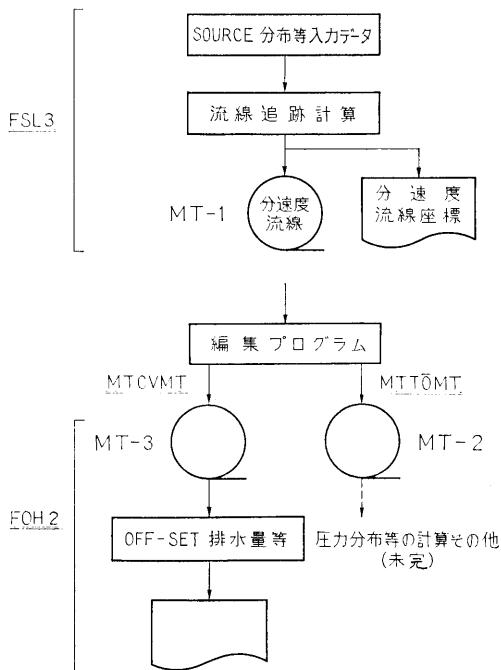 SOURCE 分布等入力データ
FSL3
流線追跡計算
MT-1
分速度
流線
分速度
流線座標
編集プログラム
MTCVMT
MTTŌMT
MT-3
MT-2
FOH2
OFF-SET 排水量等
圧力分布等の計算その他
(未完)